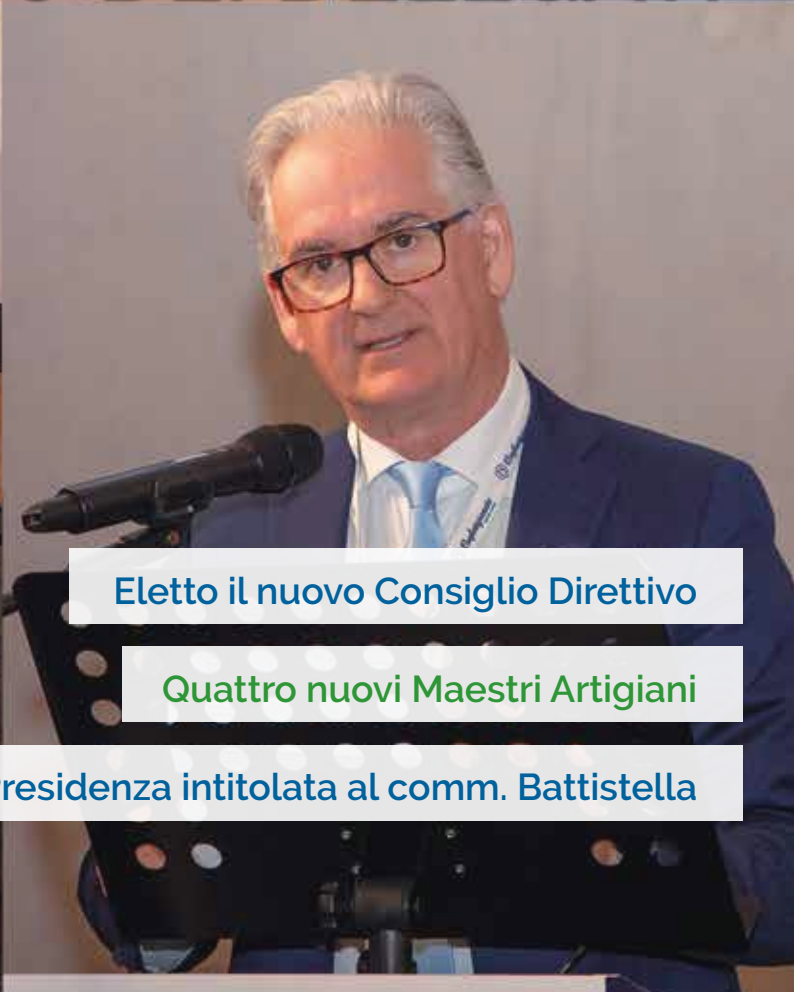 Eletto il nuovo Consiglio Direttivo
Quattro nuovi Maestri Artigiani
residenza intitolata al comm. Battistella